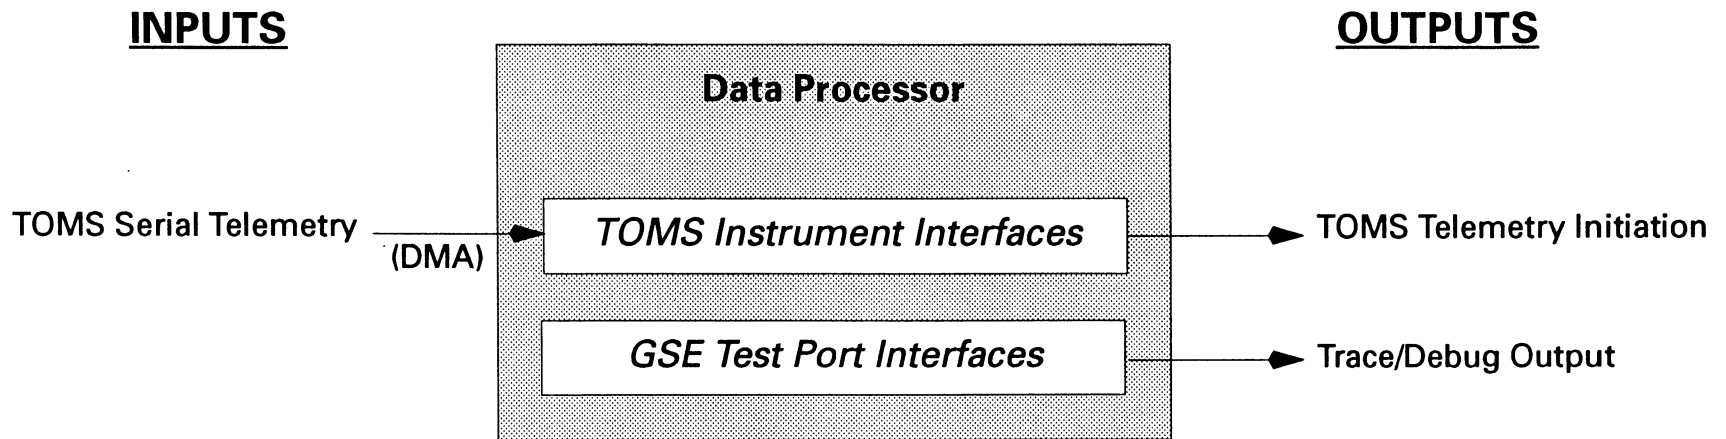 INPUTS
OUTPUTS
Data Processor
TOMS Serial Telemetry
(DMA)
TOMS Instrument Interfaces
TOMS Telemetry Initiation
GSE Test Port Interfaces
Trace/Debug Output